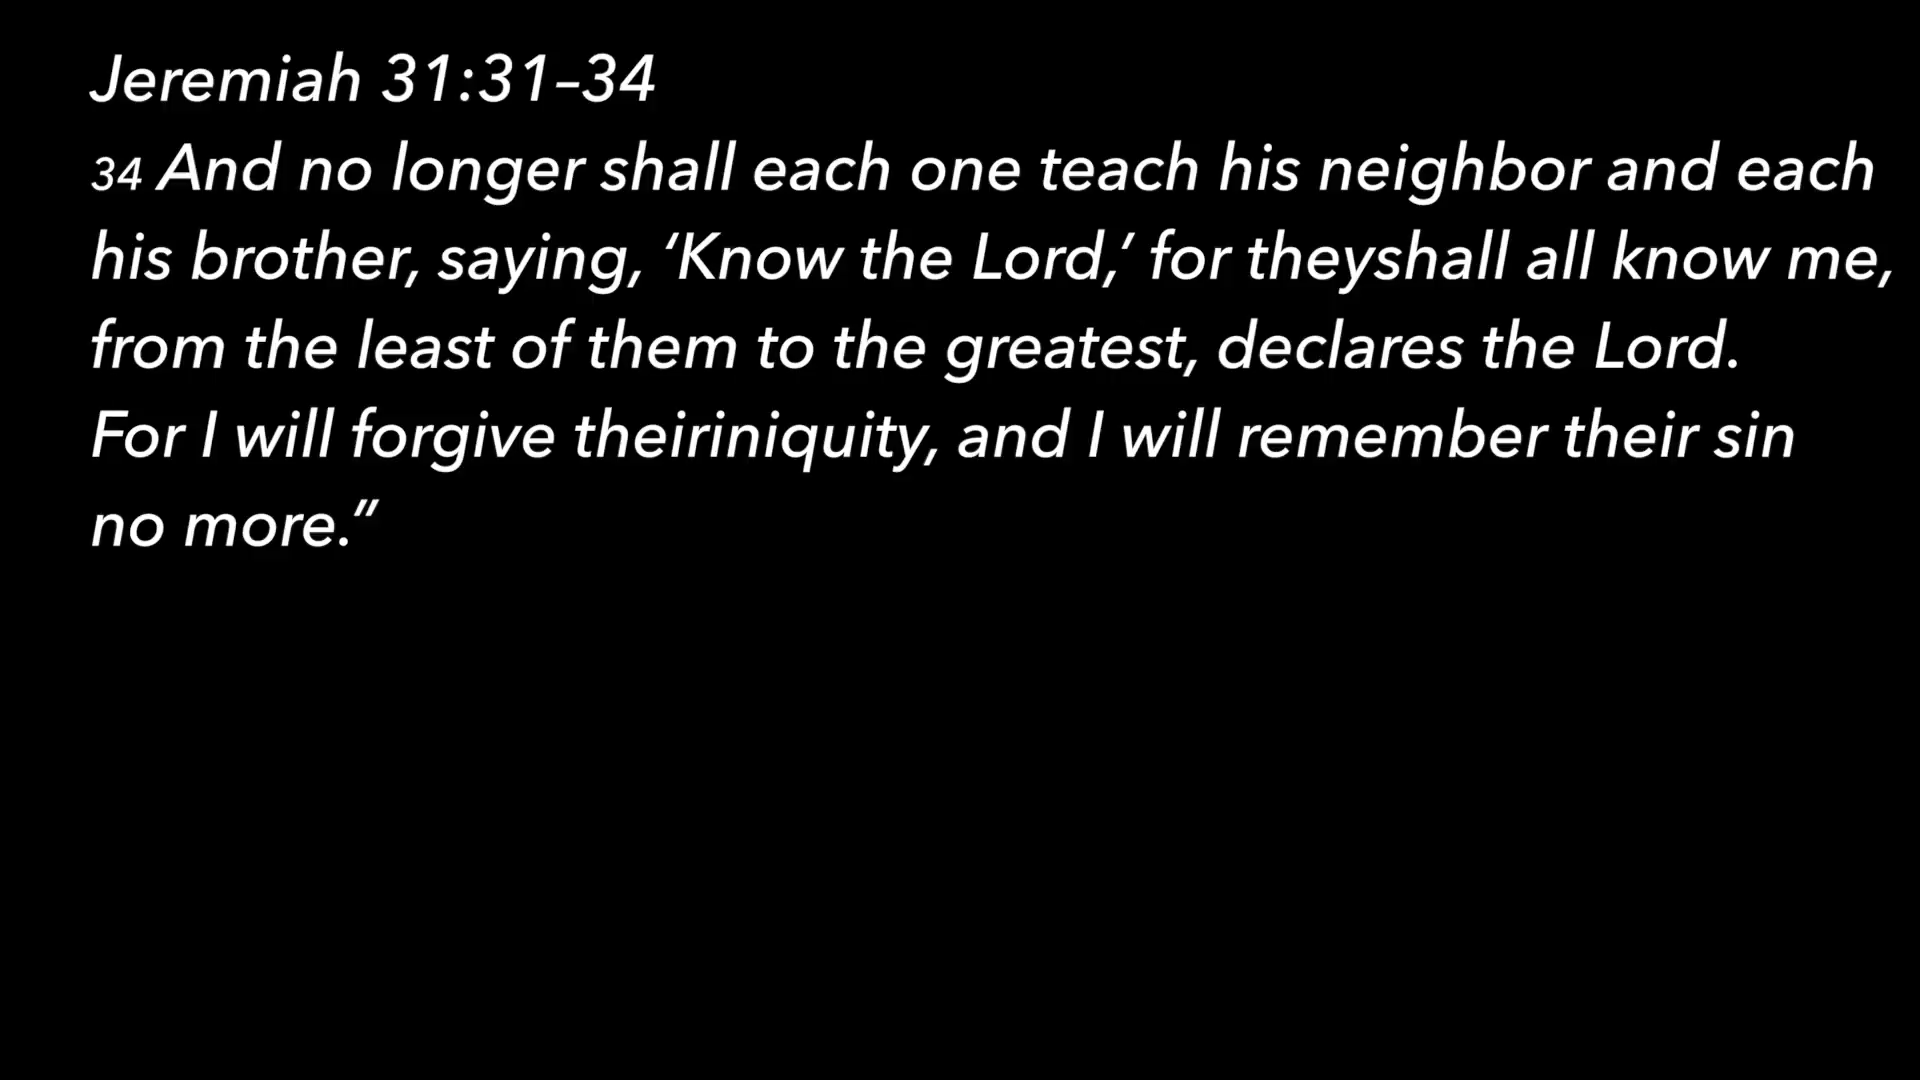 Jeremiah 31:31–34
34 And no longer shall each one teach his neighbor and each
his brother, saying, ‘Know the Lord,’ for theyshall all know me,
from the least of them to the greatest, declares the Lord.
For I will forgive theiriniquity, and I will remember their sin
no more.”